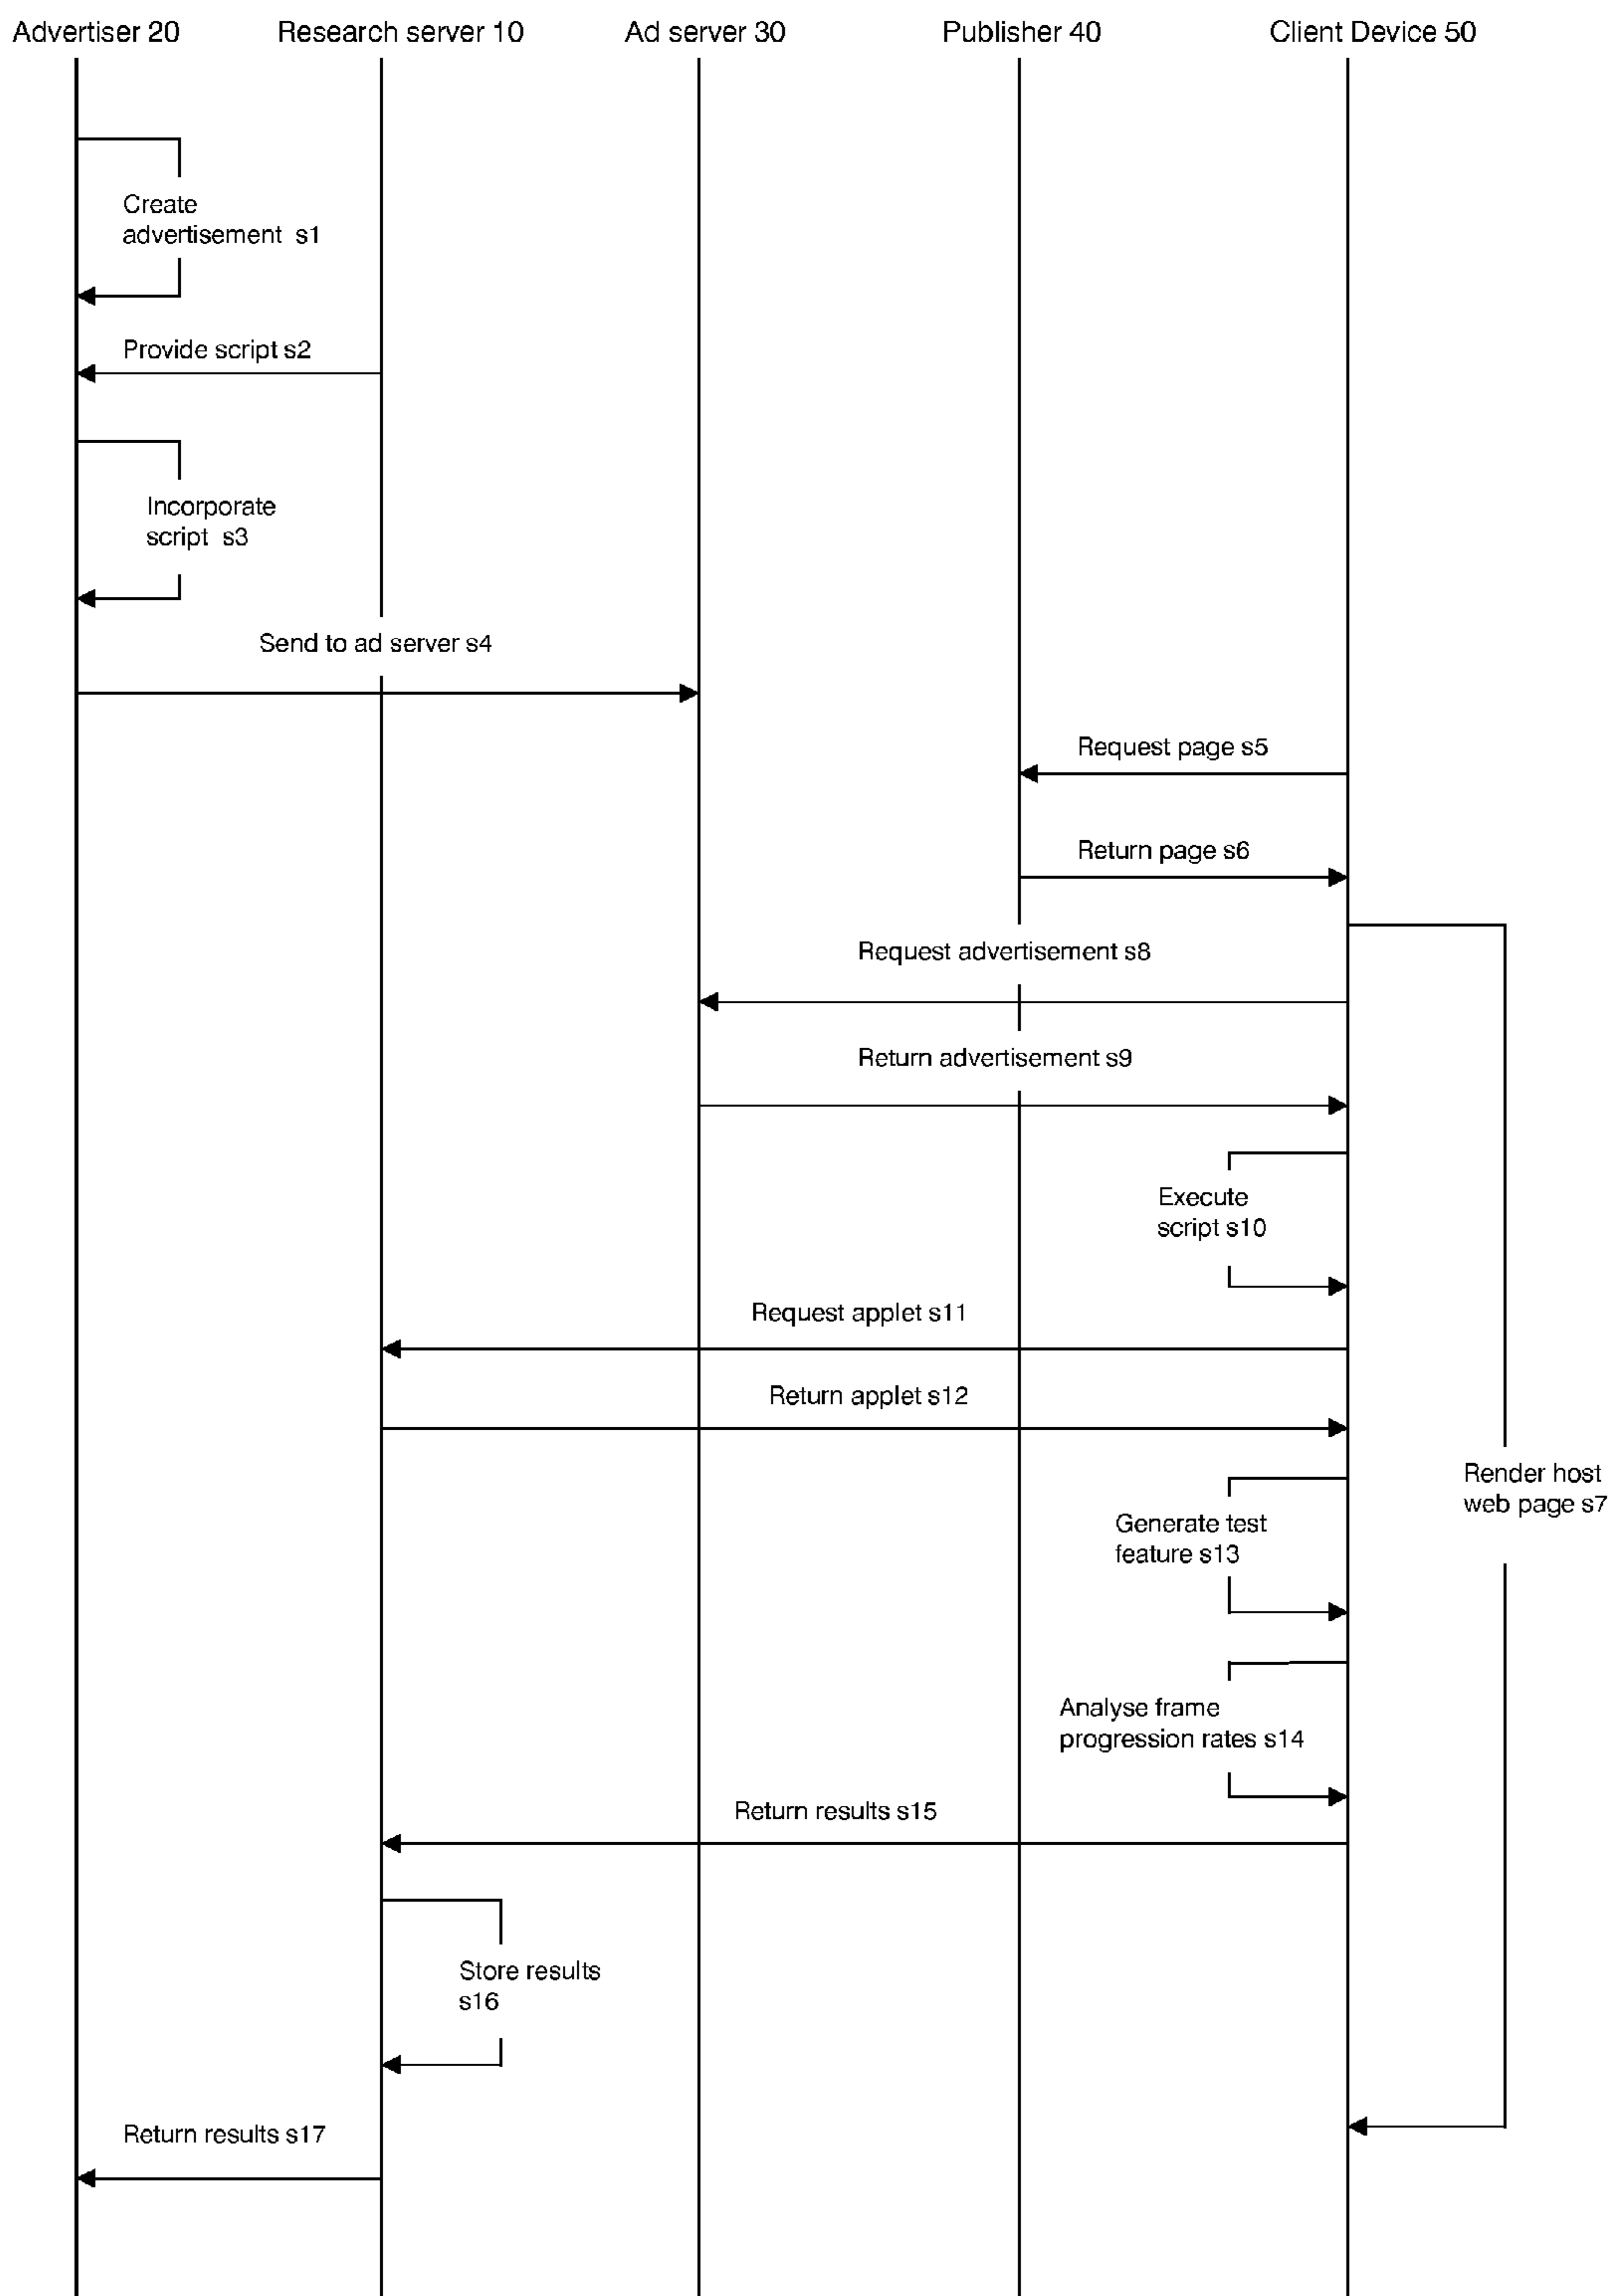 Advertiser 20
Research server 10
Ad server 30
Publisher 40
Client Device 50
Create
advertisement s1
Provide script s2
Incorporate
script s3
Send to ad server s4
Request page s5
Return page s6
Request advertisement s8
Return advertisement s9
Execute
script s10
Request applet s11
Return applet s12
Render host
web page s7
Generate test
feature s13
Analyse frame
progression rates s14
Return results s15
Store results
s16
Return results s17